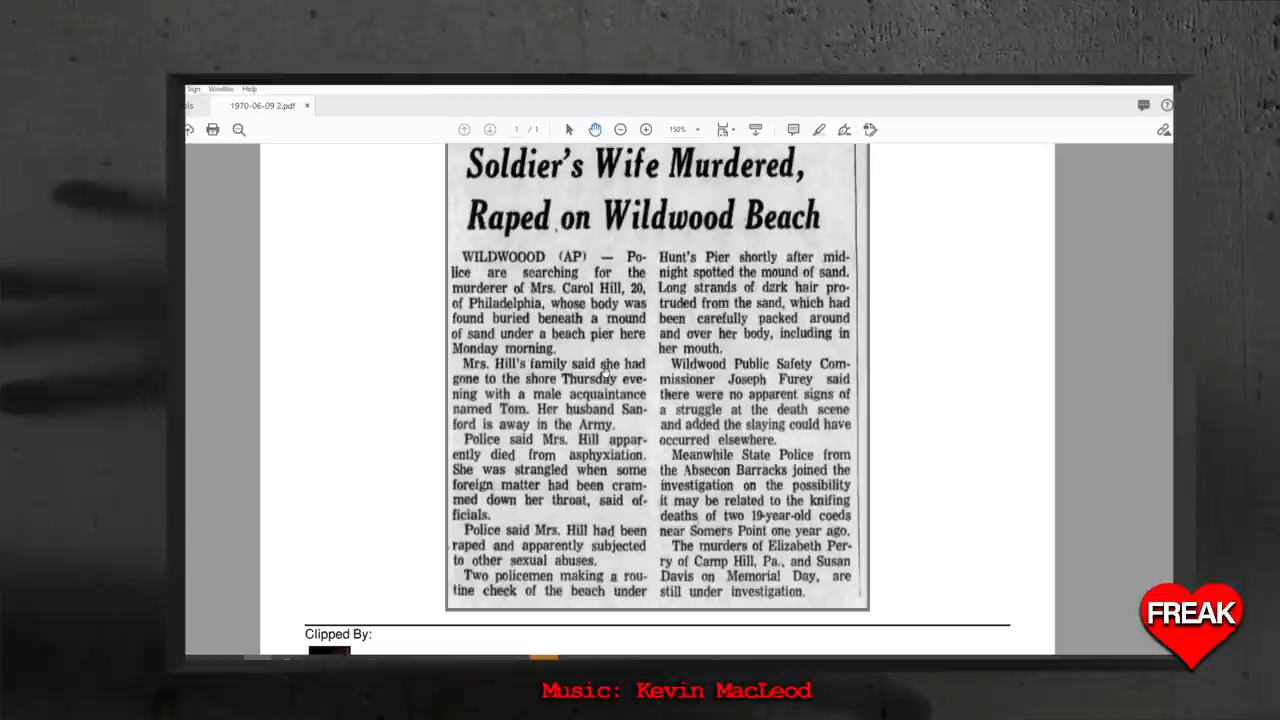 Sign Window Help
1970-06-09 2.pdf ×
1 / 1
150%
Soldier's Wife Murdered,
Raped on Wildwood Beach
WILDWOOOD (AP) — Po-
lice are searching for the
murderer of Mrs. Carol Hill, 20,
of Philadelphia, whose body was
found buried beneath a mound
of sand under a beach pier here
Monday morning.
Mrs. Hill's family said she had
gone to the shore Thursday eve-
ning with a male acquaintance
named Tom. Her husband San-
ford is away in the Army.
Police said Mrs. Hill appar-
ently died from asphyxiation.
She was strangled when some
foreign matter had been cram-
med down her throat, said of-
ficials.
Police said Mrs. Hill had been
raped and apparently subjected
to other sexual abuses.
Two policemen making a rou-
tine check of the beach under
Hunt's Pier shortly after mid-
night spotted the mound of sand.
Long strands of dark hair pro-
truded from the sand, which had
been carefully packed around
and over her body, including in
her mouth.
Wildwood Public Safety Com-
missioner Joseph Furey said
there were no apparent signs of
a struggle at the death scene
and added the slaying could have
occurred elsewhere.
Meanwhile State Police from
the Absecon Barracks joined the
investigation on the possibility
it may be related to the knifing
deaths of two 19-year-old coeds
near Somers Point one year ago.
The murders of Elizabeth Per-
ry of Camp Hill, Pa., and Susan
Davis on Memorial Day, are
still under investigation.
Clipped By:
FREAK
Music: Kevin MacLeod